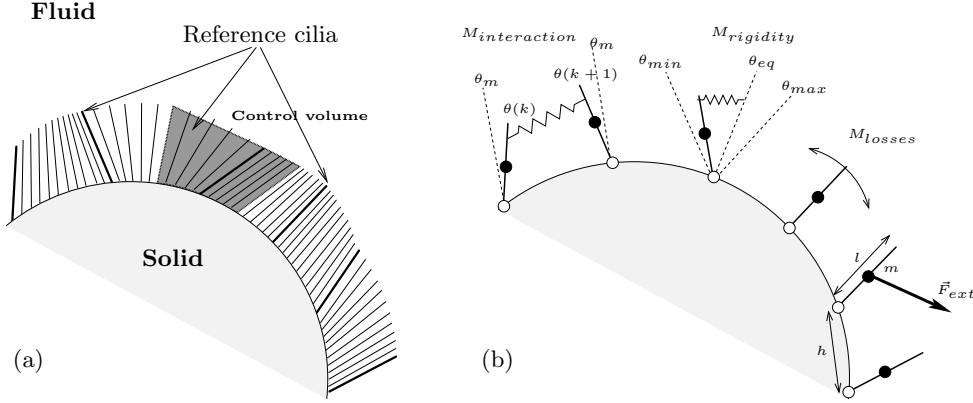 Fluid
Reference cilia
Control volume
Solid
(a)
M_{interaction}
M_{rigidity}
θ_m
θ_m
θ(k + 1)
θ(k)
θ_{min}
θ_{eq}
θ_{max}
M_{losses}
l
m
\vec{F}_{ext}
h
(b)